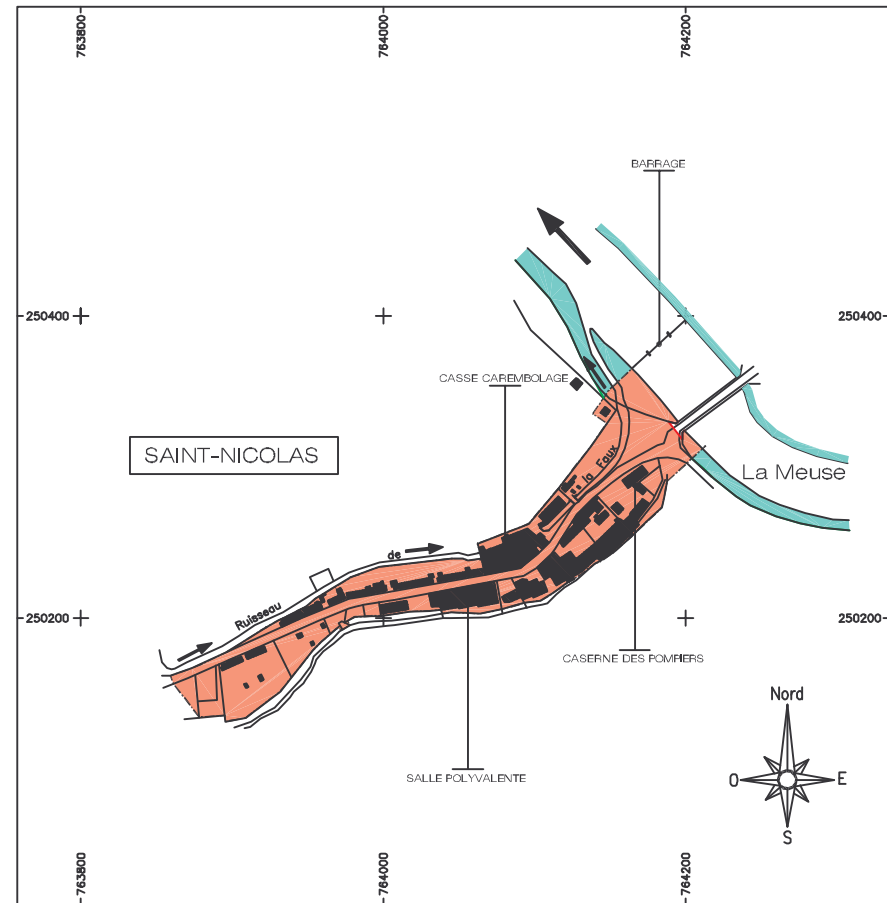 763800
764000
764200
BARRAGE
250400
250400
CASSE CAREMBOLAGE
SAINT-NICOLAS
La Meuse
Ruisseau de la Faux
250200
250200
CASERNE DES POMPIERS
Nord
O
E
S
SALLE POLYVALENTE
763800
764000
764200